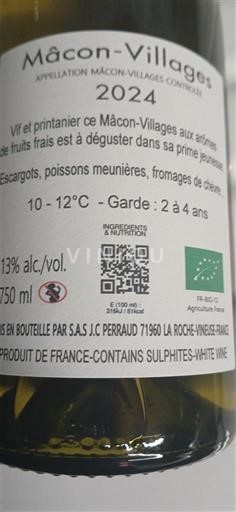 Mâcon-Villages
APPELLATION MÂCON-VILLAGES CONTRÔLÉE
2024
Vif et printanier ce Mâcon-Villages aux arômes
de fruits frais est à déguster dans sa prime jeunesse
Escargots, poissons meunières, fromages de chèvre...
10 - 12°C - Garde : 2 à 4 ans
INGREDIENTS
& NUTRITION
13% alc./vol.
750 ml
E (100 ml) :
316kJ / 81kcal
FR-BIO-10
Agriculture France
IS EN BOUTEILLE PAR S.A.S J.C PERRAUD 71960 LA ROCHE-VINEUSE-FRANCE
PRODUIT DE FRANCE-CONTAINS SULPHITES-WHITE WINE